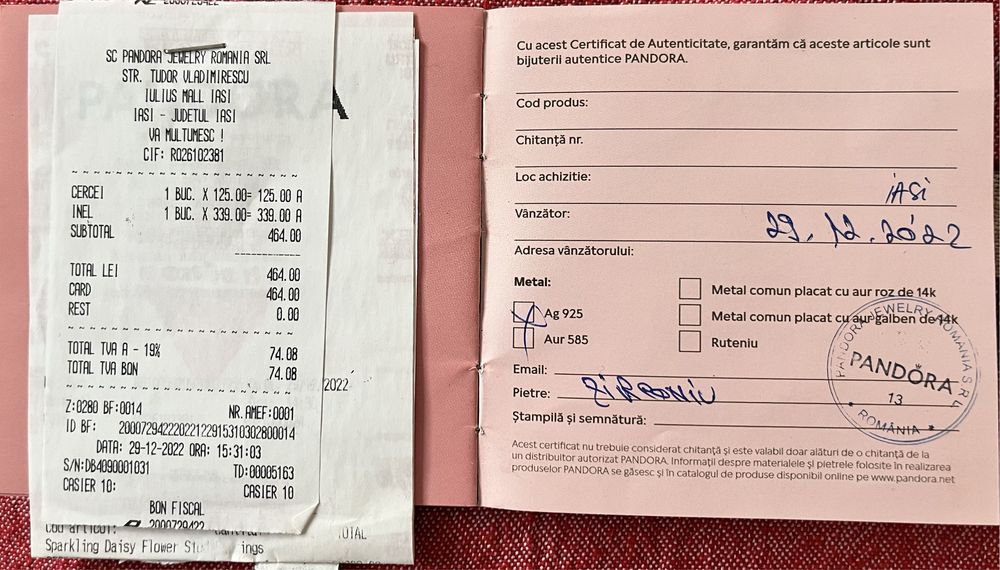 SC PANDORA JEWELRY ROMANIA SRL
STR. TUDOR VLADIMIRESCU
IULIUS MALL IASI
IASI - JUDETUL IASI
VA MULTUMESC !
CIF: RO26102381
CERCEI 1 BUC. X 125.00= 125.00 A
INEL 1 BUC. X 339.00= 339.00 A
SUBTOTAL 464.00
TOTAL LEI 464.00
CARD 464.00
REST 0.00
TOTAL TVA A - 19% 74.08
TOTAL TVA BON 74.08
Z:0280 BF:0014 NR.AMEF:0001
ID BF: 2000729422202212291531030280014
DATA: 29-12-2022 ORA: 15:31:03
S/N:DB4090001031 TD:00005163
CASIER 10: CASIER 10
BON FISCAL
2000729422
2022
Cod articol:
Sparkling Daisy Flower ings
Cu acest Certificat de Autenticitate, garantăm că aceste articole sunt
bijuterii autentice PANDORA.
Cod produs:
Chitanță nr.
Loc achizitie:
IASI
Vânzător:
29.12.2022
Adresa vânzătorului:
Metal:
Ag 925
Aur 585
Metal comun placat cu aur roz de 14k
Metal comun placat cu aur galben de 14k
Ruteniu
Email:
Pietre: ZIRCONIU
Ștampilă și semnătură:
PANDORA JEWELRY ROMÂNIA S.R.L.
PANDORA
13
* ROMÂNIA *
Acest certificat nu trebuie considerat chitanță și este valabil doar alături de o chitanță de la
un distribuitor autorizat PANDORA. Informații despre materialele și pietrele folosite în realizarea
produselor PANDORA se găsesc și în catalogul de produse disponibil online pe www.pandora.net